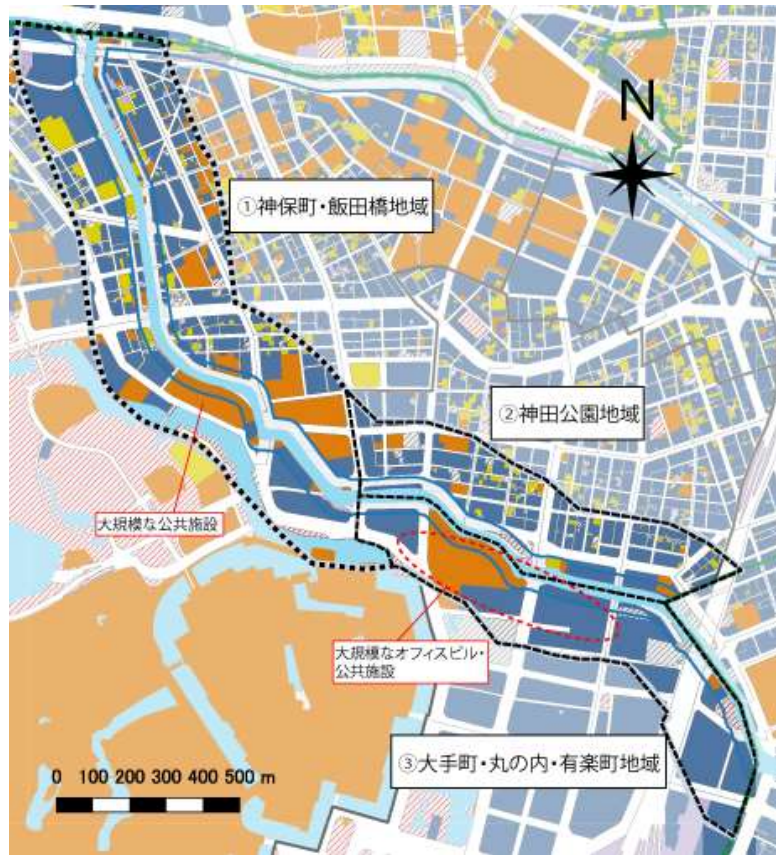 N
①神保町・飯田橋地域
②神田公園地域
大規模な公共施設
大規模なオフィスビル・
公共施設
③大手町・丸の内・有楽町地域
0 100 200 300 400 500 m